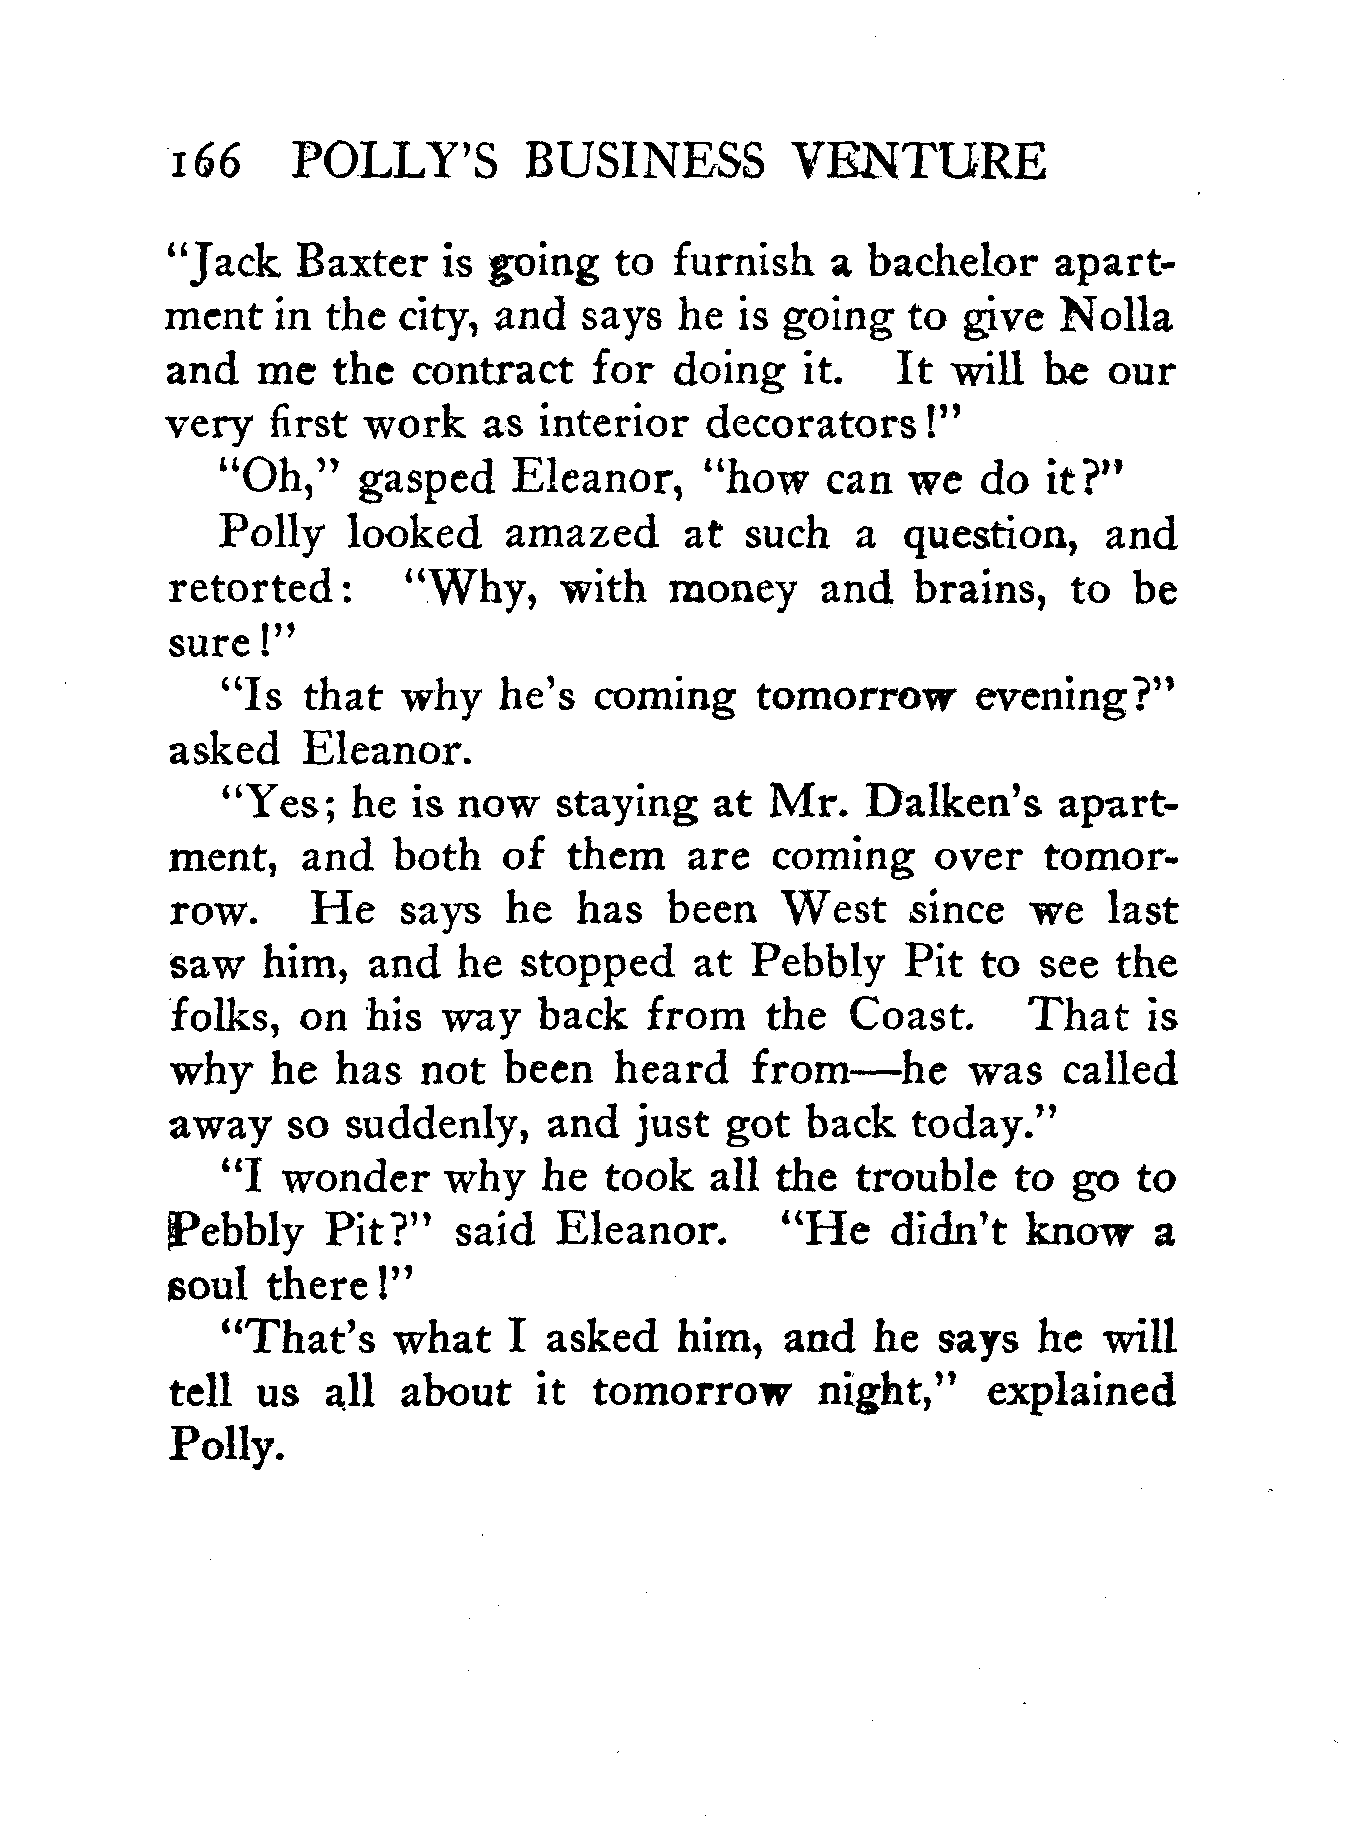 166 POLLY'S BUSINESS VENTURE
"Jack Baxter is going to furnish a bachelor apart-
ment in the city, and says he is going to give Nolla
and me the contract for doing it. It will be our
very first work as interior decorators!"
"Oh," gasped Eleanor, "how can we do it?"
Polly looked amazed at such a question, and
retorted: "Why, with money and brains, to be
sure!"
"Is that why he's coming tomorrow evening?"
asked Eleanor.
"Yes; he is now staying at Mr. Dalken's apart-
ment, and both of them are coming over tomor-
row. He says he has been West since we last
saw him, and he stopped at Pebbly Pit to see the
folks, on his way back from the Coast. That is
why he has not been heard from—he was called
away so suddenly, and just got back today."
"I wonder why he took all the trouble to go to
Pebbly Pit?" said Eleanor. "He didn't know a
soul there!"
"That's what I asked him, and he says he will
tell us all about it tomorrow night," explained
Polly.